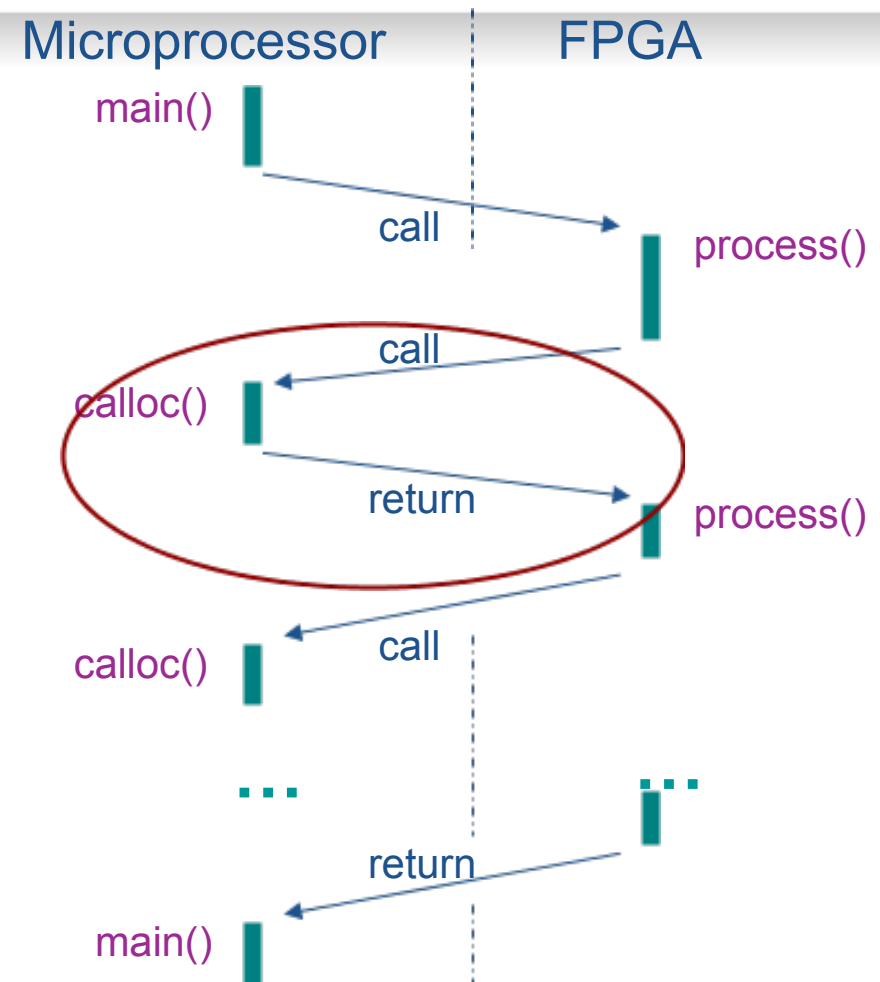 Microprocessor FPGA
main()
call
process()
call
calloc()
return
process()
call
calloc()
...
...
return
main()